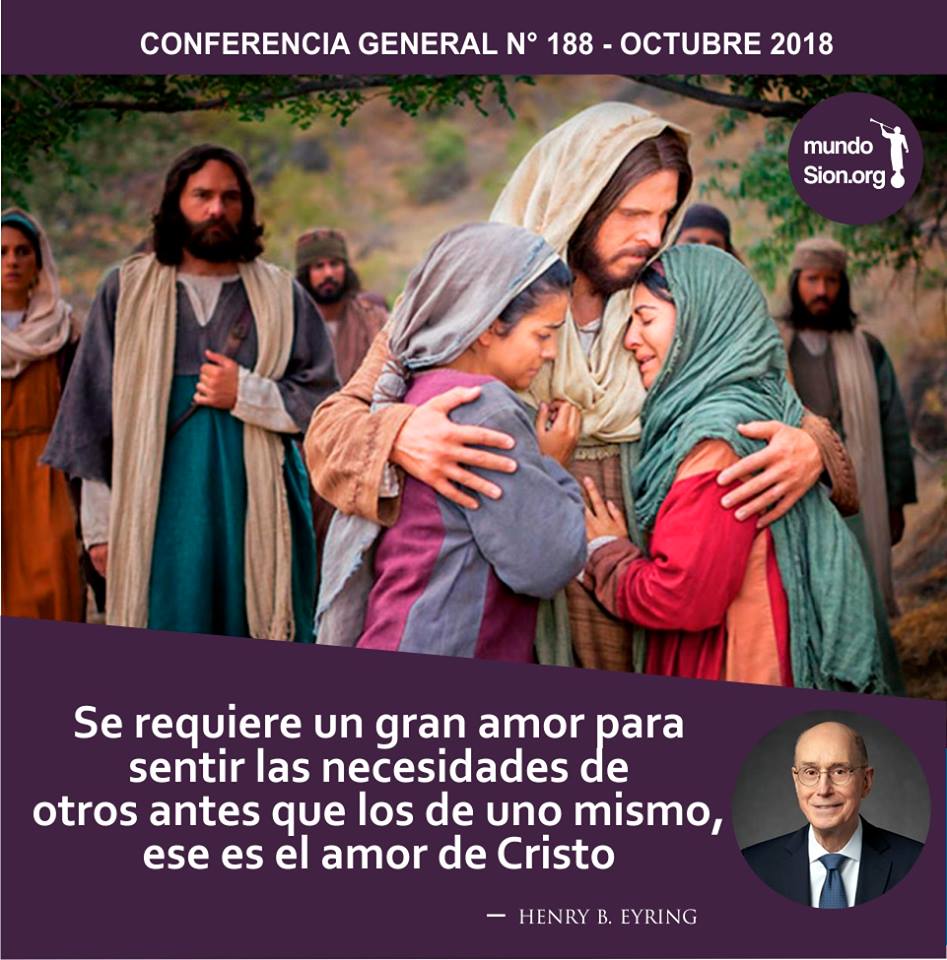 CONFERENCIA GENERAL N° 188 - OCTUBRE 2018
mundo
Sion.org
Se requiere un gran amor para
sentir las necesidades de
otros antes que los de uno mismo,
ese es el amor de Cristo
— HENRY B. EYRING